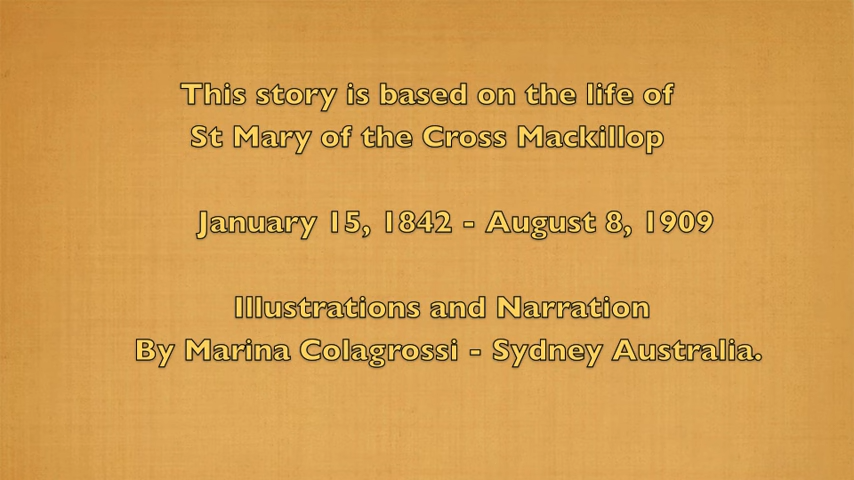 This story is based on the life of
St Mary of the Cross Mackillop
January 15, 1842 - August 8, 1909
Illustrations and Narration
By Marina Colagrossi - Sydney Australia.